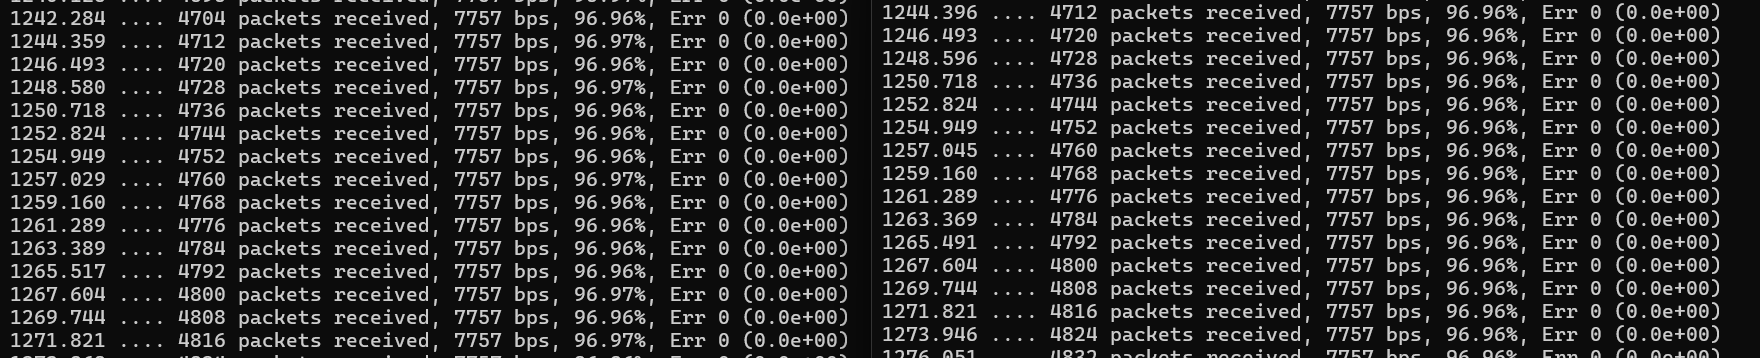 1242.284 .... 4704 packets received, 7757 bps, 96.96%, Err 0 (0.0e+00)
1244.359 .... 4712 packets received, 7757 bps, 96.97%, Err 0 (0.0e+00)
1246.493 .... 4720 packets received, 7757 bps, 96.96%, Err 0 (0.0e+00)
1248.580 .... 4728 packets received, 7757 bps, 96.97%, Err 0 (0.0e+00)
1250.718 .... 4736 packets received, 7757 bps, 96.96%, Err 0 (0.0e+00)
1252.824 .... 4744 packets received, 7757 bps, 96.96%, Err 0 (0.0e+00)
1254.949 .... 4752 packets received, 7757 bps, 96.96%, Err 0 (0.0e+00)
1257.029 .... 4760 packets received, 7757 bps, 96.97%, Err 0 (0.0e+00)
1259.160 .... 4768 packets received, 7757 bps, 96.96%, Err 0 (0.0e+00)
1261.289 .... 4776 packets received, 7757 bps, 96.96%, Err 0 (0.0e+00)
1263.389 .... 4784 packets received, 7757 bps, 96.96%, Err 0 (0.0e+00)
1265.517 .... 4792 packets received, 7757 bps, 96.96%, Err 0 (0.0e+00)
1267.604 .... 4800 packets received, 7757 bps, 96.97%, Err 0 (0.0e+00)
1269.744 .... 4808 packets received, 7757 bps, 96.96%, Err 0 (0.0e+00)
1271.821 .... 4816 packets received, 7757 bps, 96.97%, Err 0 (0.0e+00)
1244.396 .... 4712 packets received, 7757 bps, 96.96%, Err 0 (0.0e+00)
1246.493 .... 4720 packets received, 7757 bps, 96.96%, Err 0 (0.0e+00)
1248.596 .... 4728 packets received, 7757 bps, 96.96%, Err 0 (0.0e+00)
1250.718 .... 4736 packets received, 7757 bps, 96.96%, Err 0 (0.0e+00)
1252.824 .... 4744 packets received, 7757 bps, 96.96%, Err 0 (0.0e+00)
1254.949 .... 4752 packets received, 7757 bps, 96.96%, Err 0 (0.0e+00)
1257.045 .... 4760 packets received, 7757 bps, 96.96%, Err 0 (0.0e+00)
1259.160 .... 4768 packets received, 7757 bps, 96.96%, Err 0 (0.0e+00)
1261.289 .... 4776 packets received, 7757 bps, 96.96%, Err 0 (0.0e+00)
1263.369 .... 4784 packets received, 7757 bps, 96.96%, Err 0 (0.0e+00)
1265.491 .... 4792 packets received, 7757 bps, 96.96%, Err 0 (0.0e+00)
1267.604 .... 4800 packets received, 7757 bps, 96.96%, Err 0 (0.0e+00)
1269.744 .... 4808 packets received, 7757 bps, 96.96%, Err 0 (0.0e+00)
1271.821 .... 4816 packets received, 7757 bps, 96.96%, Err 0 (0.0e+00)
1273.946 .... 4824 packets received, 7757 bps, 96.96%, Err 0 (0.0e+00)
1276.051 .... 4832 packets received, 7757 bps, 96.96%, Err 0 (0.0e+00)